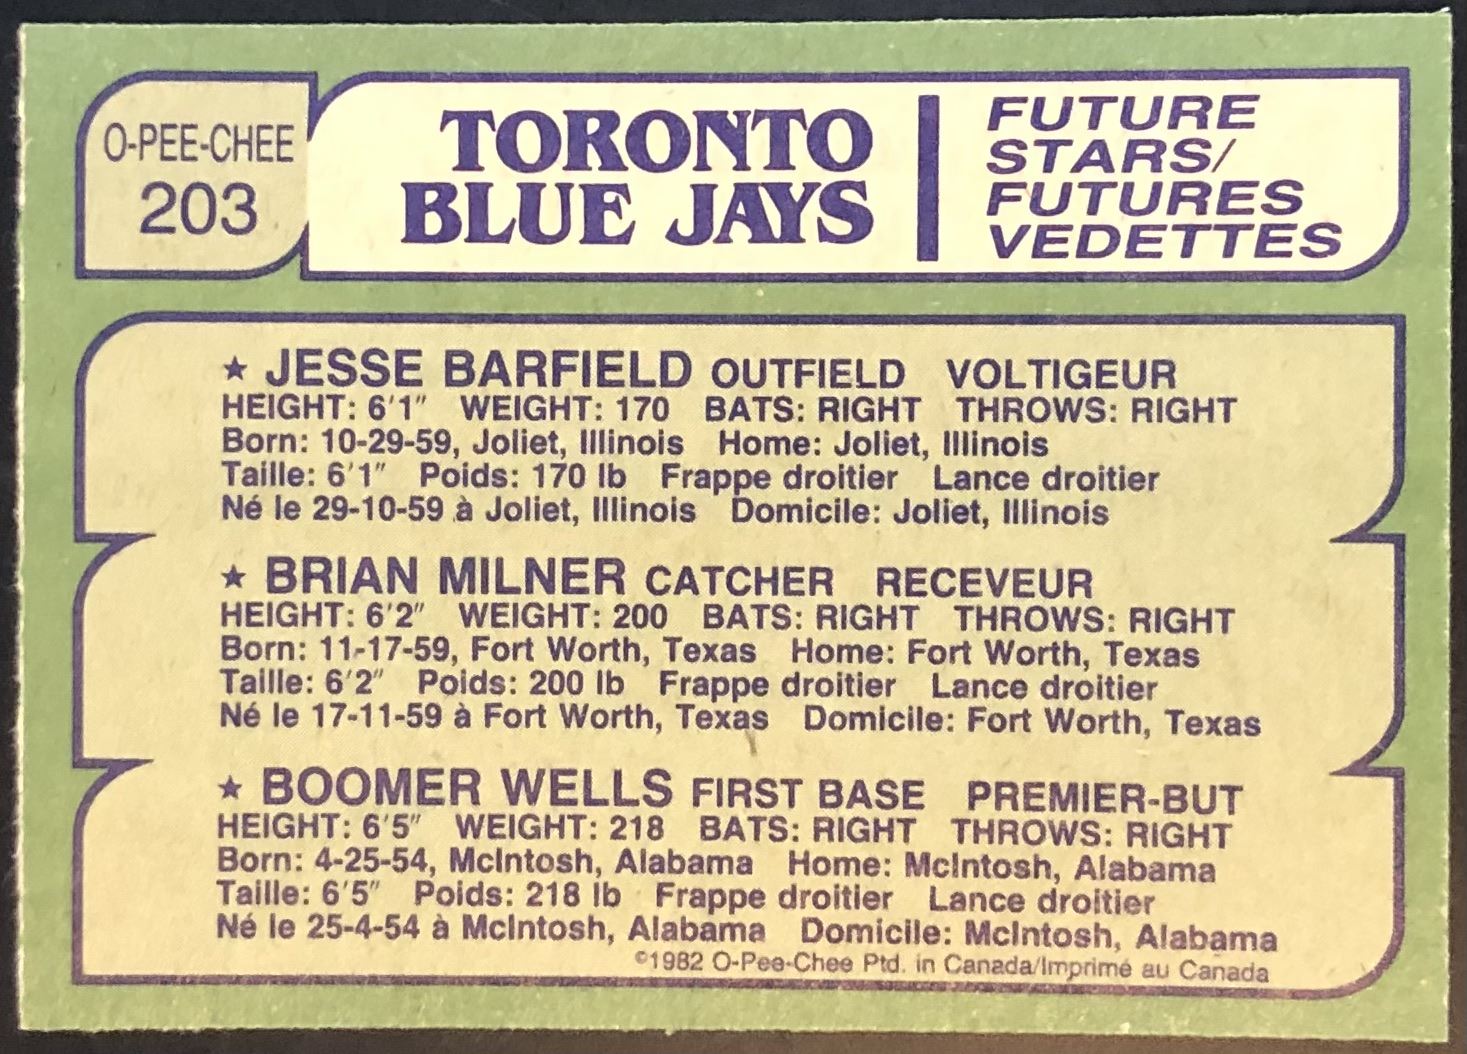 O-PEE-CHEE
203
TORONTO
BLUE JAYS
FUTURE
STARS/
FUTURES
VEDETTES
★ JESSE BARFIELD OUTFIELD VOLTIGEUR
HEIGHT: 6'1" WEIGHT: 170 BATS: RIGHT THROWS: RIGHT
Born: 10-29-59, Joliet, Illinois Home: Joliet, Illinois
Taille: 6'1" Poids: 170 lb Frappe droitier Lance droitier
Né le 29-10-59 à Joliet, Illinois Domicile: Joliet, Illinois
★ BRIAN MILNER CATCHER RECEVEUR
HEIGHT: 6'2" WEIGHT: 200 BATS: RIGHT THROWS: RIGHT
Born: 11-17-59, Fort Worth, Texas Home: Fort Worth, Texas
Taille: 6'2" Poids: 200 lb Frappe droitier Lance droitier
Né le 17-11-59 à Fort Worth, Texas Domicile: Fort Worth, Texas
★ BOOMER WELLS FIRST BASE PREMIER-BUT
HEIGHT: 6'5" WEIGHT: 218 BATS: RIGHT THROWS: RIGHT
Born: 4-25-54, McIntosh, Alabama Home: McIntosh, Alabama
Taille: 6'5" Poids: 218 lb Frappe droitier Lance droitier
Né le 25-4-54 à McIntosh, Alabama Domicile: McIntosh, Alabama
©1982 O-Pee-Chee Ptd. in Canada/Imprimé au Canada